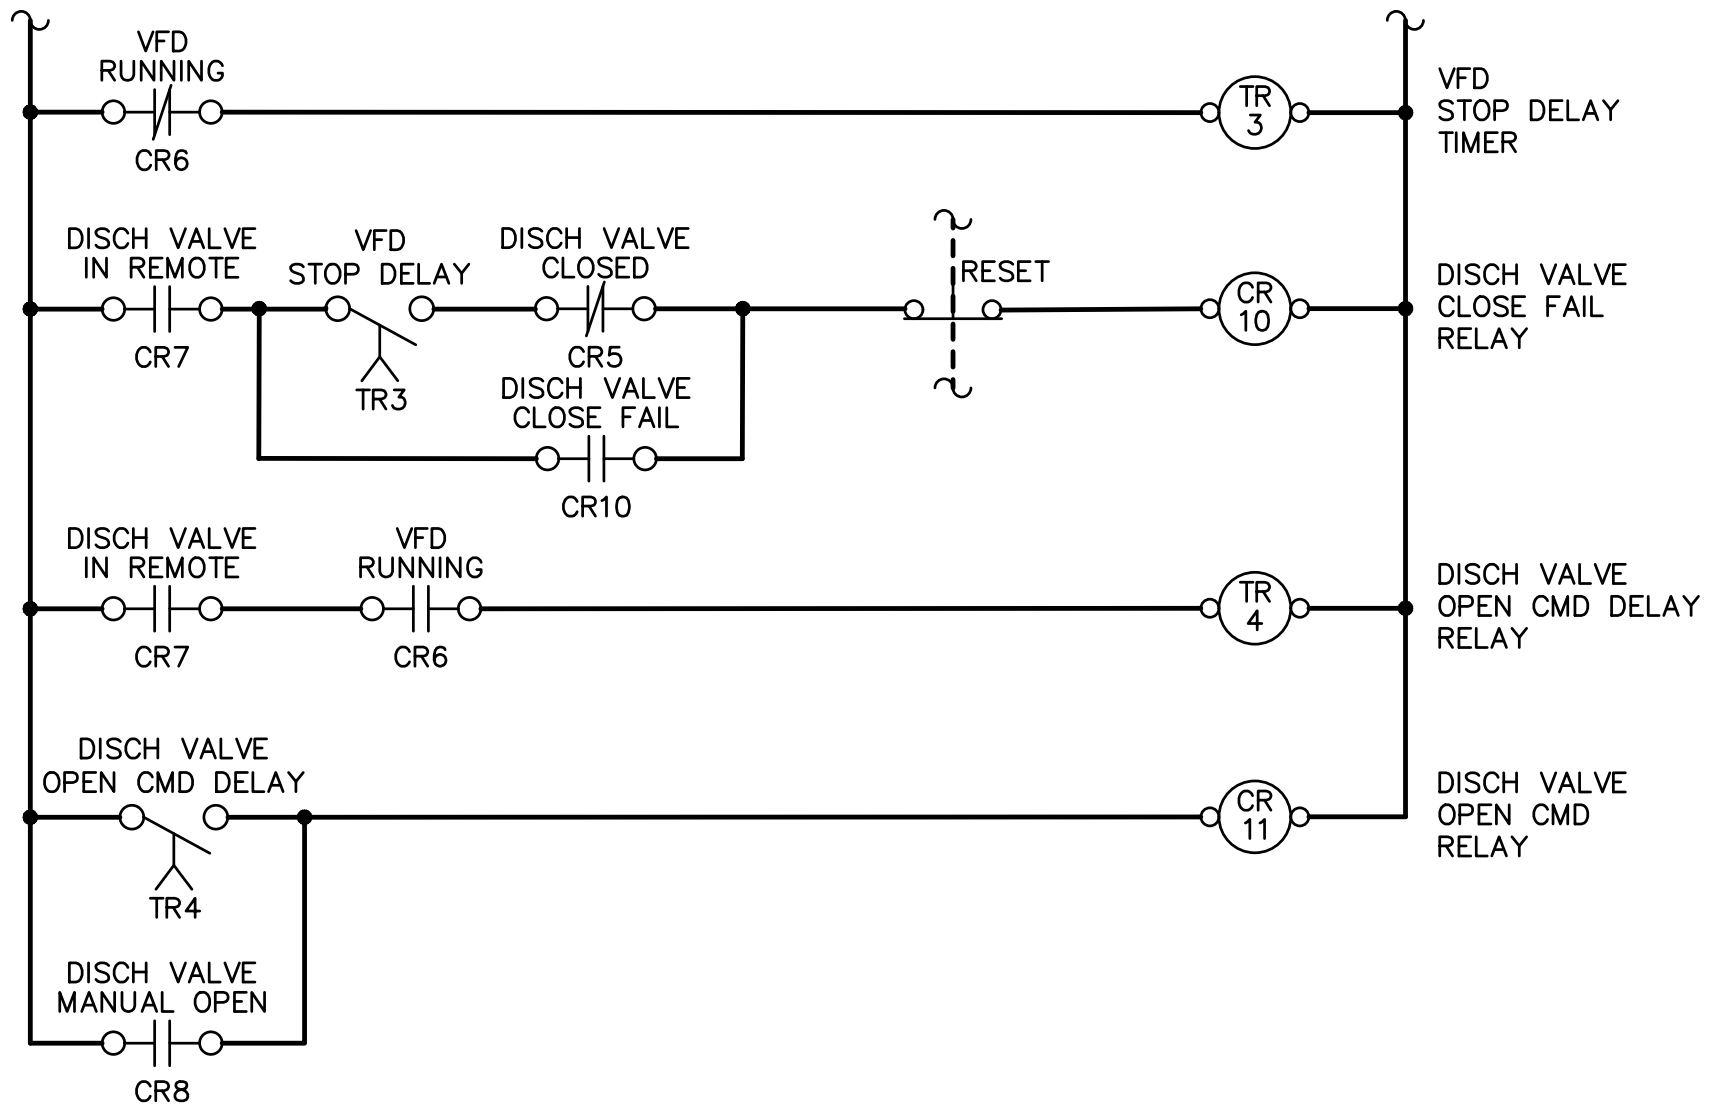 VFD
RUNNING
CR6
TR
3
VFD
STOP DELAY
TIMER
DISCH VALVE
IN REMOTE
CR7
VFD
STOP DELAY
TR3
DISCH VALVE
CLOSED
CR5
DISCH VALVE
CLOSE FAIL
CR10
RESET
CR
10
DISCH VALVE
CLOSE FAIL
RELAY
DISCH VALVE
IN REMOTE
CR7
VFD
RUNNING
CR6
TR
4
DISCH VALVE
OPEN CMD DELAY
RELAY
DISCH VALVE
OPEN CMD DELAY
TR4
CR
11
DISCH VALVE
OPEN CMD
RELAY
DISCH VALVE
MANUAL OPEN
CR8